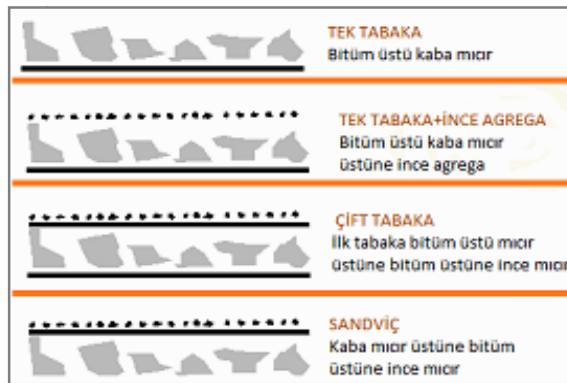 TEK TABAKA
Bitüm üstü kaba mıcır
TEK TABAKA+İNCE AGREGA
Bitüm üstü kaba mıcır
üstüne ince agrega
ÇİFT TABAKA
İlk tabaka bitüm üstü mıcır
üstüne bitüm üstüne ince mıcır
SANDVİÇ
Kaba mıcır üstüne bitüm
üstüne ince mıcır